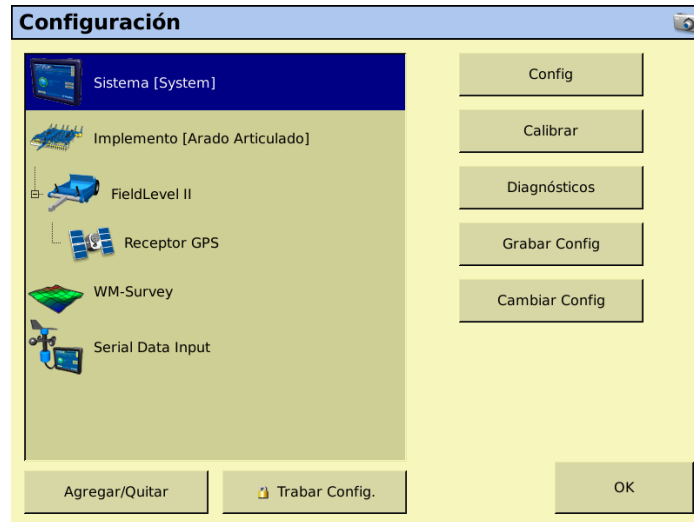 Configuración
Sistema [System]
Implemento [Arado Articulado]
FieldLevel II
Receptor GPS
WM-Survey
Serial Data Input
Config
Calibrar
Diagnósticos
Grabar Config
Cambiar Config
Agregar/Quitar
Trabar Config.
OK